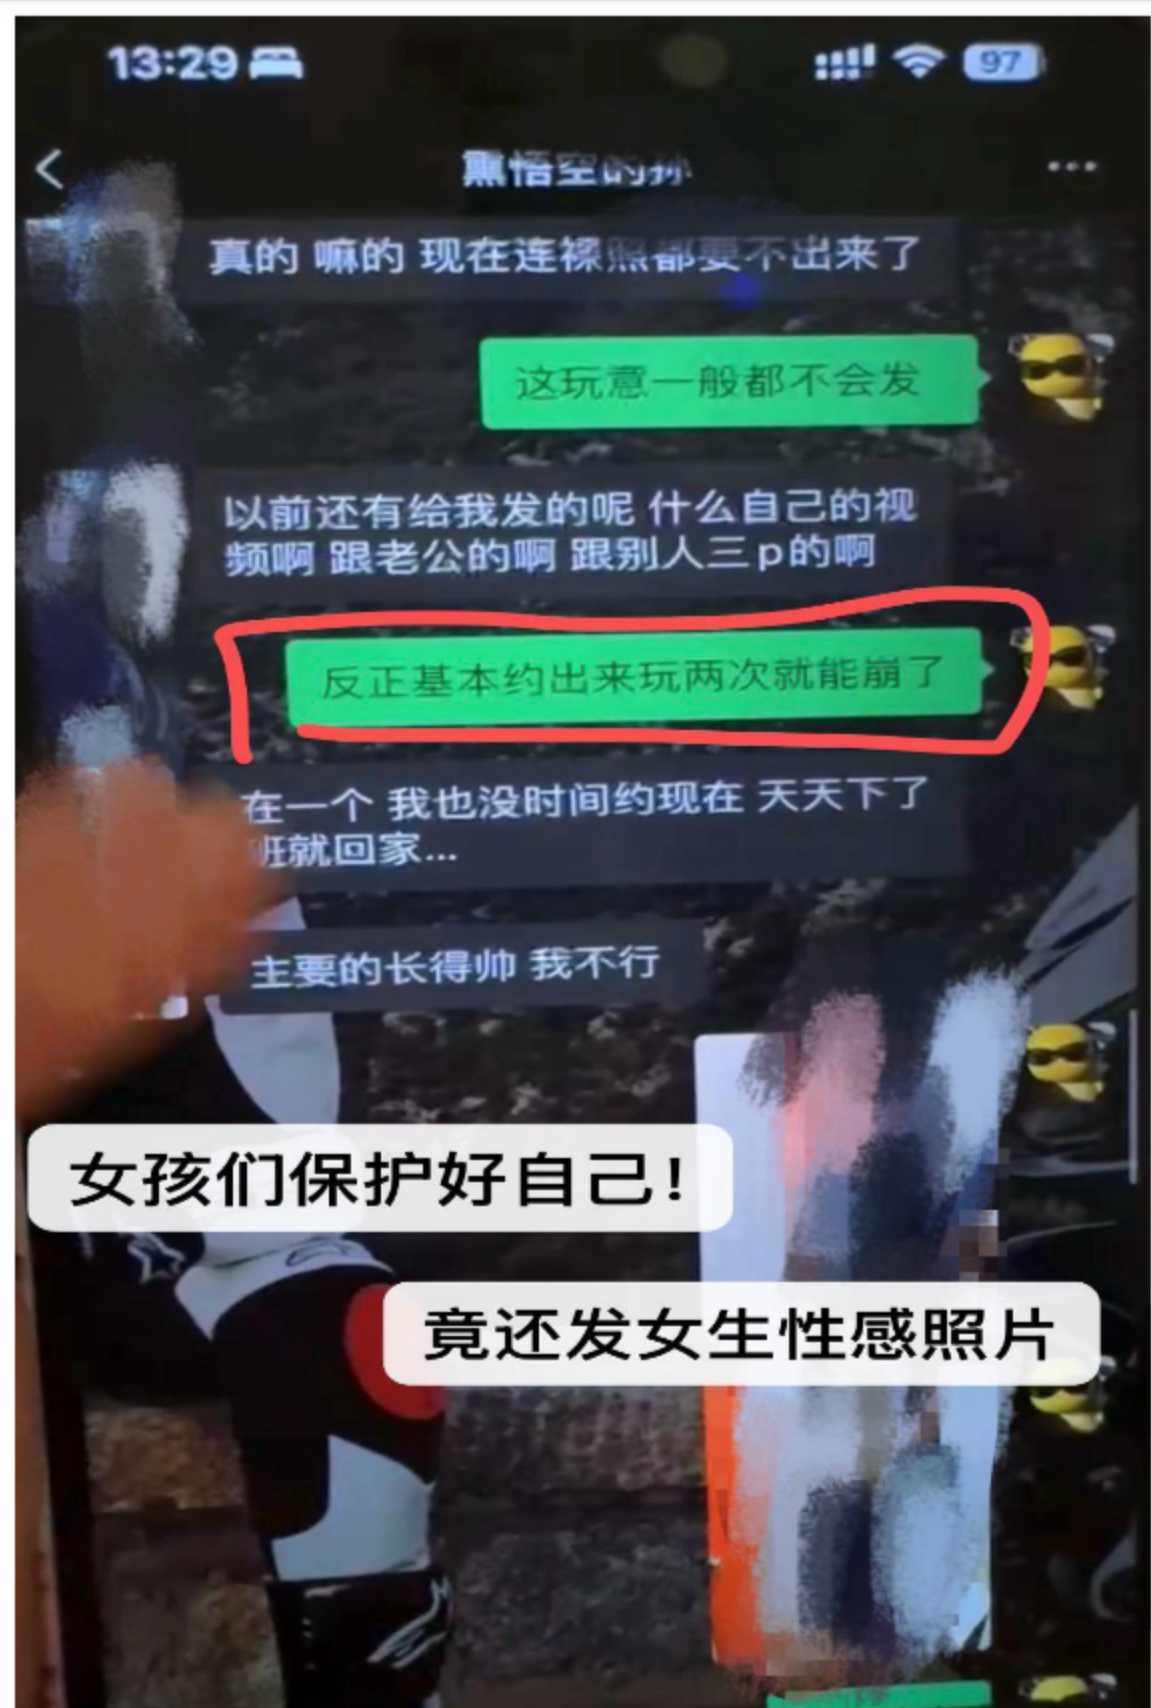 13:29
97
黑悟空的孙
真的 嘛的 现在连裸照都要不出来了
这玩意一般都不会发
以前还有给我发的呢 什么自己的视
频啊 跟老公的啊 跟别人三p的啊
反正基本约出来玩两次就能崩了
在一个 我也没时间约现在 天天下了
班就回家...
主要的长得帅 我不行
女孩们保护好自己!
竟还发女生性感照片